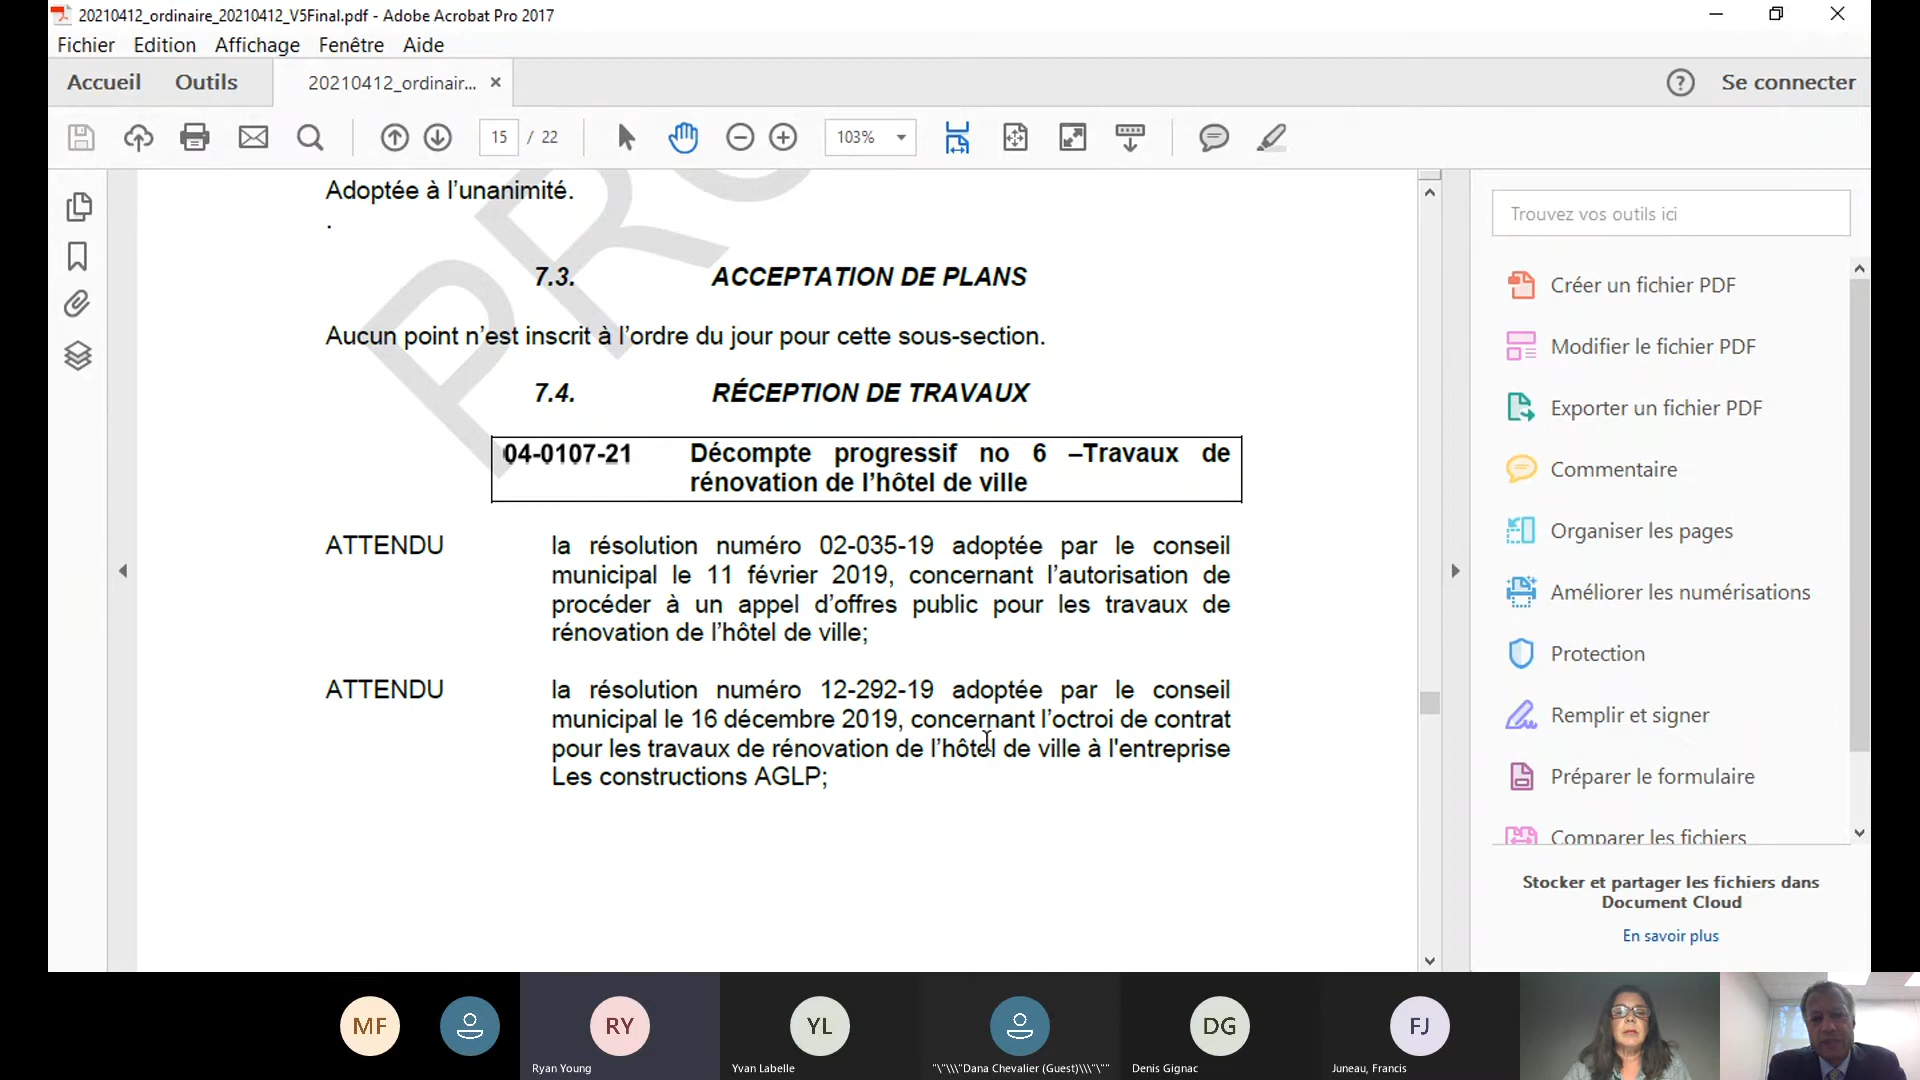 20210412_ordinaire_20210412_V5Final.pdf - Adobe Acrobat Pro 2017
Fichier Edition Affichage Fenêtre Aide
Accueil Outils 20210412_ordinair... × Se connecter
15 / 22 103%
Adoptée à l'unanimité.
.
7.3. ACCEPTATION DE PLANS
Aucun point n'est inscrit à l'ordre du jour pour cette sous-section.
7.4. RÉCEPTION DE TRAVAUX
04-0107-21 Décompte progressif no 6 –Travaux de
rénovation de l'hôtel de ville
ATTENDU la résolution numéro 02-035-19 adoptée par le conseil
municipal le 11 février 2019, concernant l'autorisation de
procéder à un appel d'offres public pour les travaux de
rénovation de l'hôtel de ville;
ATTENDU la résolution numéro 12-292-19 adoptée par le conseil
municipal le 16 décembre 2019, concernant l'octroi de contrat
pour les travaux de rénovation de l'hôtel de ville à l'entreprise
Les constructions AGLP;
Trouvez vos outils ici
Créer un fichier PDF
Modifier le fichier PDF
Exporter un fichier PDF
Commentaire
Organiser les pages
Améliorer les numérisations
Protection
Remplir et signer
Préparer le formulaire
Comparer les fichiers
Stocker et partager les fichiers dans
Document Cloud
En savoir plus
MF RY YL DG FJ
Ryan Young Yvan Labelle "\"\\\"Dana Chevalier (Guest)\\\"\"" Denis Gignac Juneau, Francis